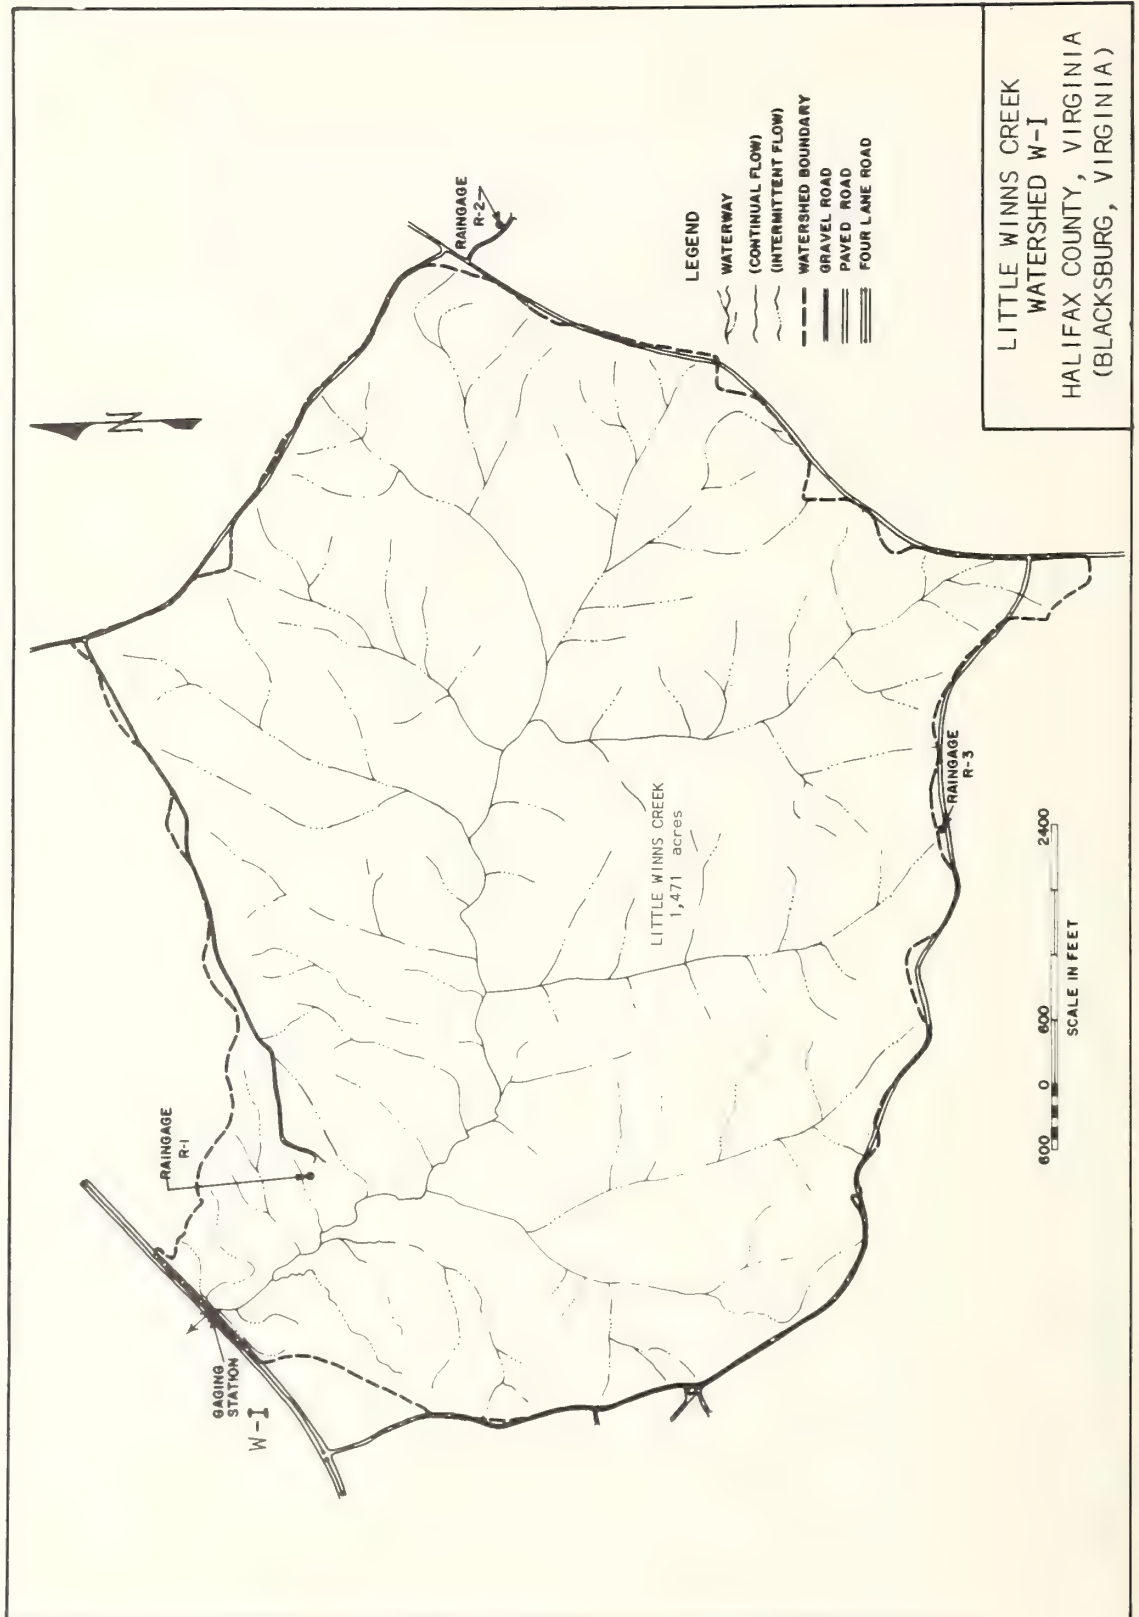 RAINGAGE
R-1
GAGING
STATION
W-I
N
RAINGAGE
R-2
LITTLE WINNS CREEK
1,471 acres
RAINGAGE
R-3
LEGEND
WATERWAY
(CONTINUAL FLOW)
(INTERMITTENT FLOW)
WATERSHED BOUNDARY
GRAVEL ROAD
PAVED ROAD
FOUR LANE ROAD
600 0 600 2400
SCALE IN FEET
LITTLE WINNS CREEK
WATERSHED W-I
HALIFAX COUNTY, VIRGINIA
(BLACKSBURG, VIRGINIA)